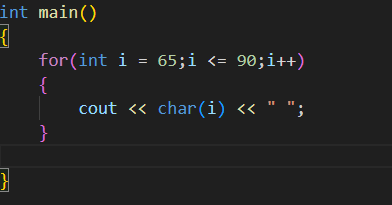 int main()
{
    for(int i = 65;i <= 90;i++)
    {
        cout << char(i) << " ";
    }
}